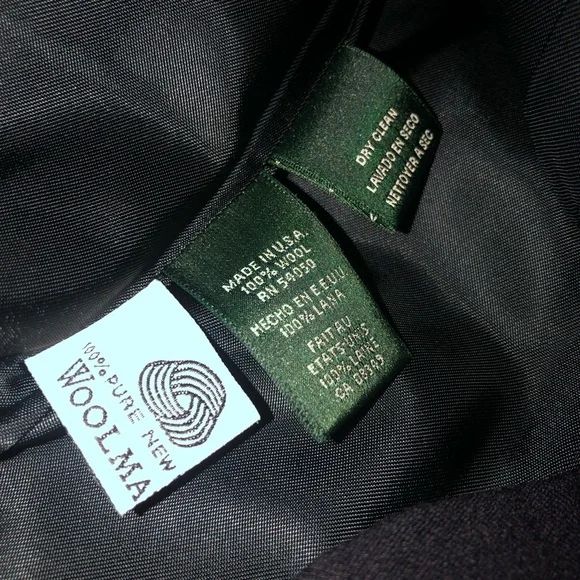 DRY CLEAN
LAVADO EN SECO
NETTOYER A SEC
MADE IN U.S.A.
100% WOOL
RN 54050
HECHO EN E.E.U.U.
100% LANA
FAIT AU
ETATS-UNIS
100% LAINE
CA 08369
100% PURE NEW
WOOLMA